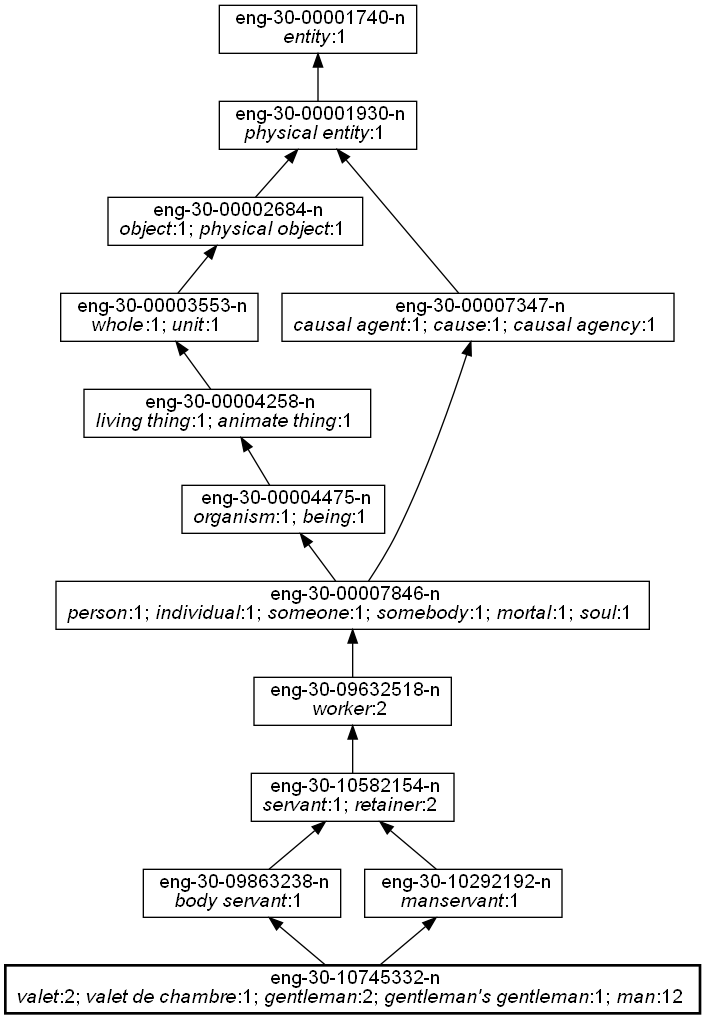 eng-30-00001740-n
entity:1
eng-30-00001930-n
physical entity:1
eng-30-00002684-n
object:1; physical object:1
eng-30-00003553-n
whole:1; unit:1
eng-30-00007347-n
causal agent:1; cause:1; causal agency:1
eng-30-00004258-n
living thing:1; animate thing:1
eng-30-00004475-n
organism:1; being:1
eng-30-00007846-n
person:1; individual:1; someone:1; somebody:1; mortal:1; soul:1
eng-30-09632518-n
worker:2
eng-30-10582154-n
servant:1; retainer:2
eng-30-09863238-n
body servant:1
eng-30-10292192-n
manservant:1
eng-30-10745332-n
valet:2; valet de chambre:1; gentleman:2; gentleman's gentleman:1; man:12